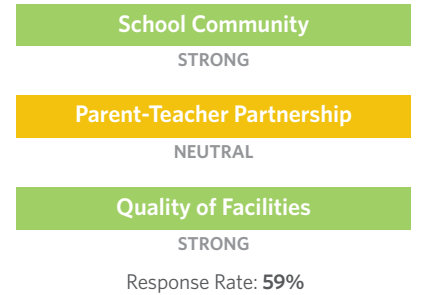 School Community
STRONG
Parent-Teacher Partnership
NEUTRAL
Quality of Facilities
STRONG
Response Rate: 59%